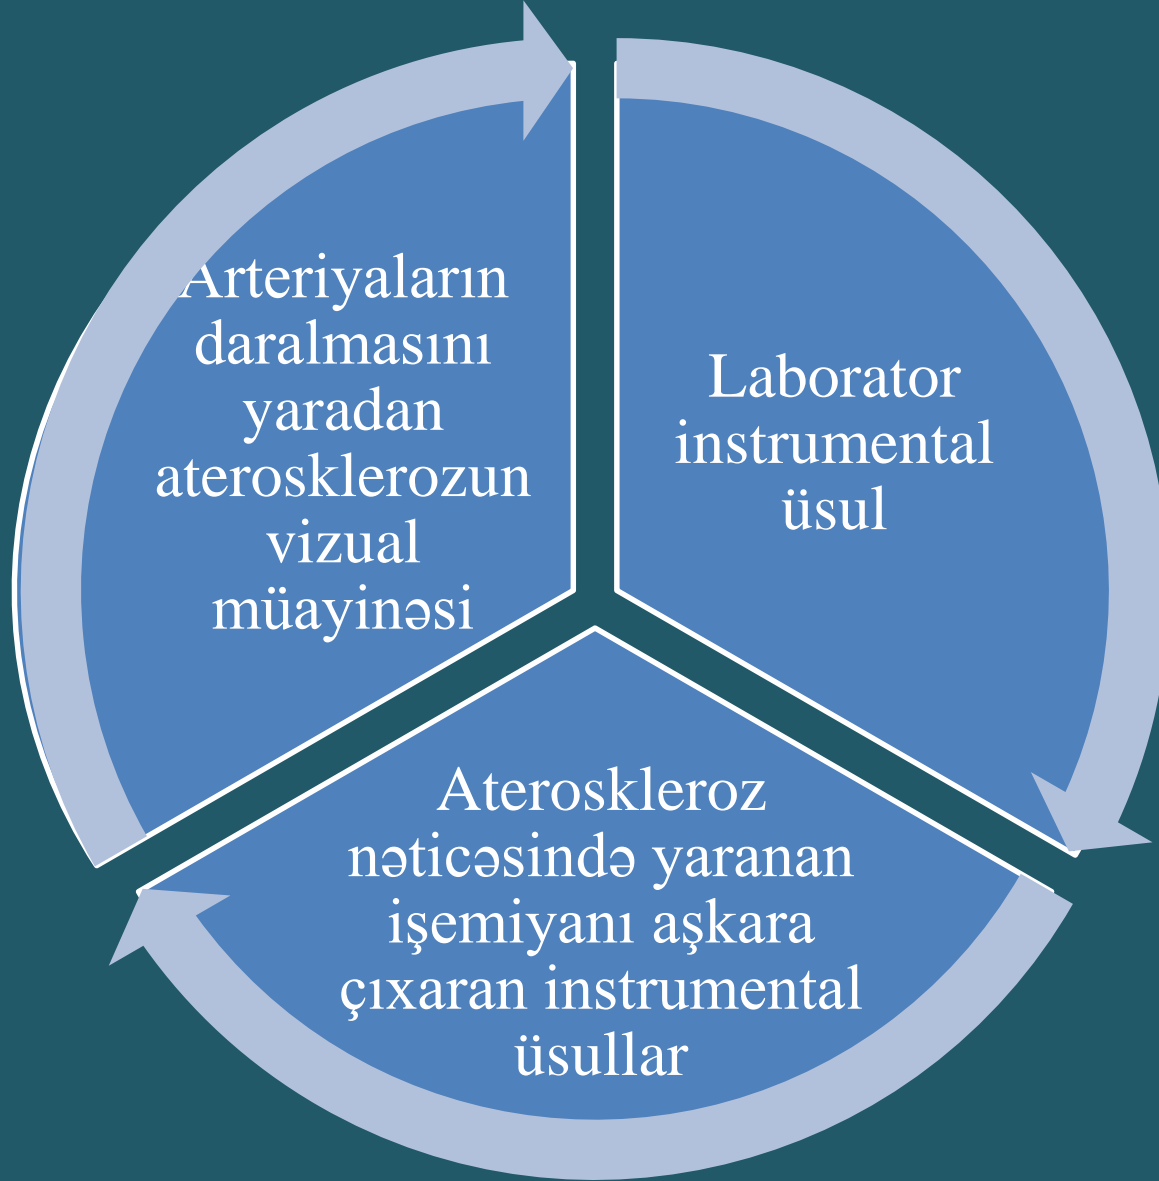 Arteriyaların
daralmasını
yaradan
aterosklerozun
vizual
müayinəsi
Laborator
instrumental
üsul
Ateroskleroz
nəticəsində yaranan
işemiyanı aşkara
çıxaran instrumental
üsullar